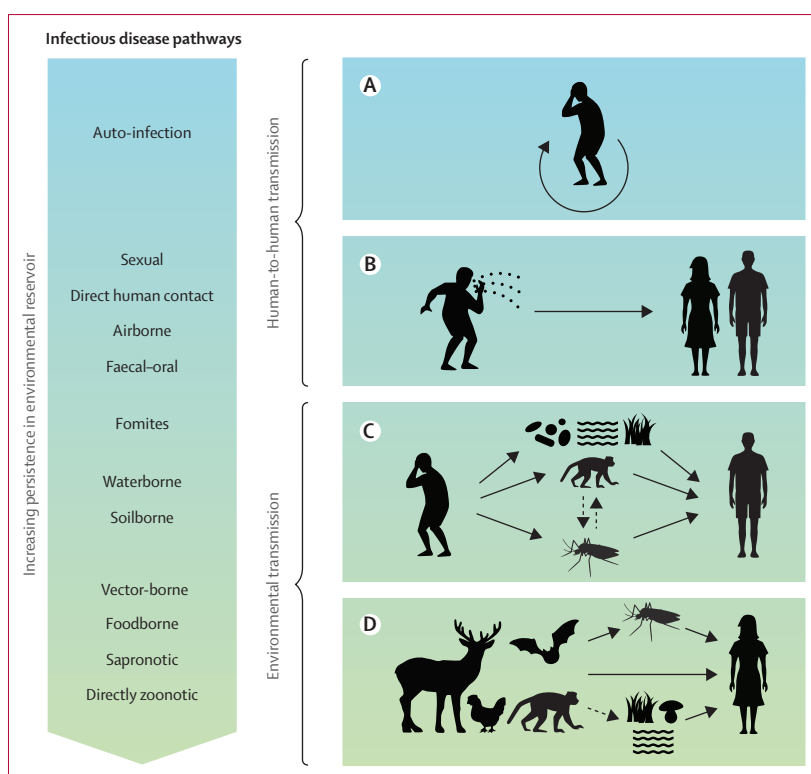 Infectious disease pathways
Auto-infection
Sexual
Direct human contact
Airborne
Faecal–oral
Fomites
Waterborne
Soilborne
Vector-borne
Foodborne
Sapronotic
Directly zoonotic
Increasing persistence in environmental reservoir
Human-to-human transmission
Environmental transmission
A
B
C
D